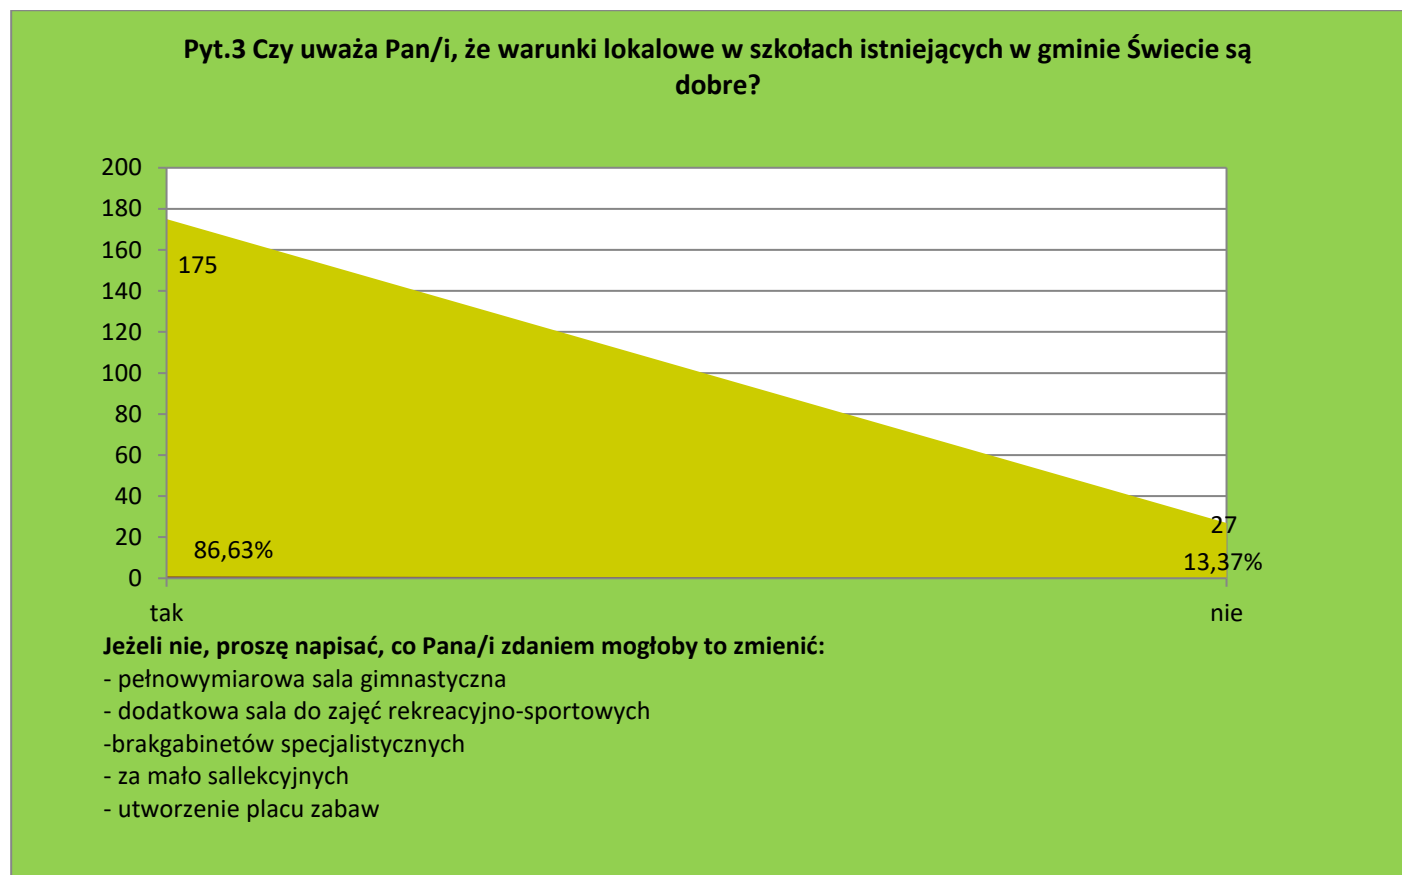 Pyt.3 Czy uważa Pan/i, że warunki lokalowe w szkołach istniejących w gminie Świecie są
dobre?
200
180
160
140
120
100
80
60
40
20
0
175
86,63%
27
13,37%
tak
nie
Jeżeli nie, proszę napisać, co Pana/i zdaniem mogłoby to zmienić:
- pełnowymiarowa sala gimnastyczna
- dodatkowa sala do zajęć rekreacyjno-sportowych
-brakgabinetów specjalistycznych
- za mało sallekcyjnych
- utworzenie placu zabaw